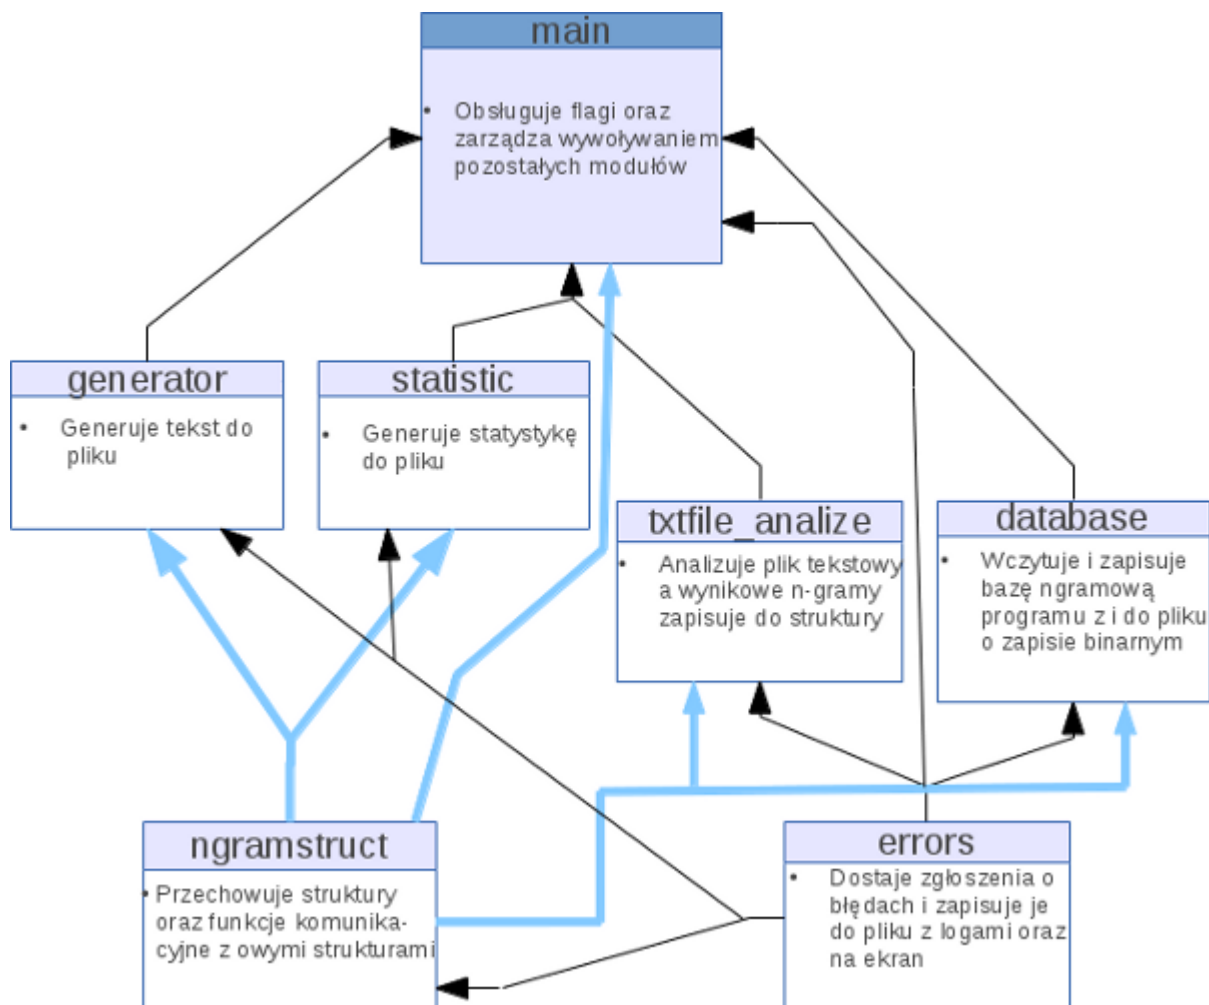 main
• Obsługuje flagi oraz
zarządza wywoływaniem
pozostałych modułów
generator
• Generuje tekst do
pliku
statistic
• Generuje statystykę
do pliku
txtfile_analize
• Analizuje plik tekstowy
a wynikowe n-gramy
zapisuje do struktury
database
• Wczytuje i zapisuje
bazę ngramową
programu z i do pliku
o zapisie binarnym
ngramstruct
• Przechowuje struktury
oraz funkcje komunika-
cyjne z owymi strukturami
errors
• Dostaje zgłoszenia o
błędach i zapisuje je
do pliku z logami oraz
na ekran